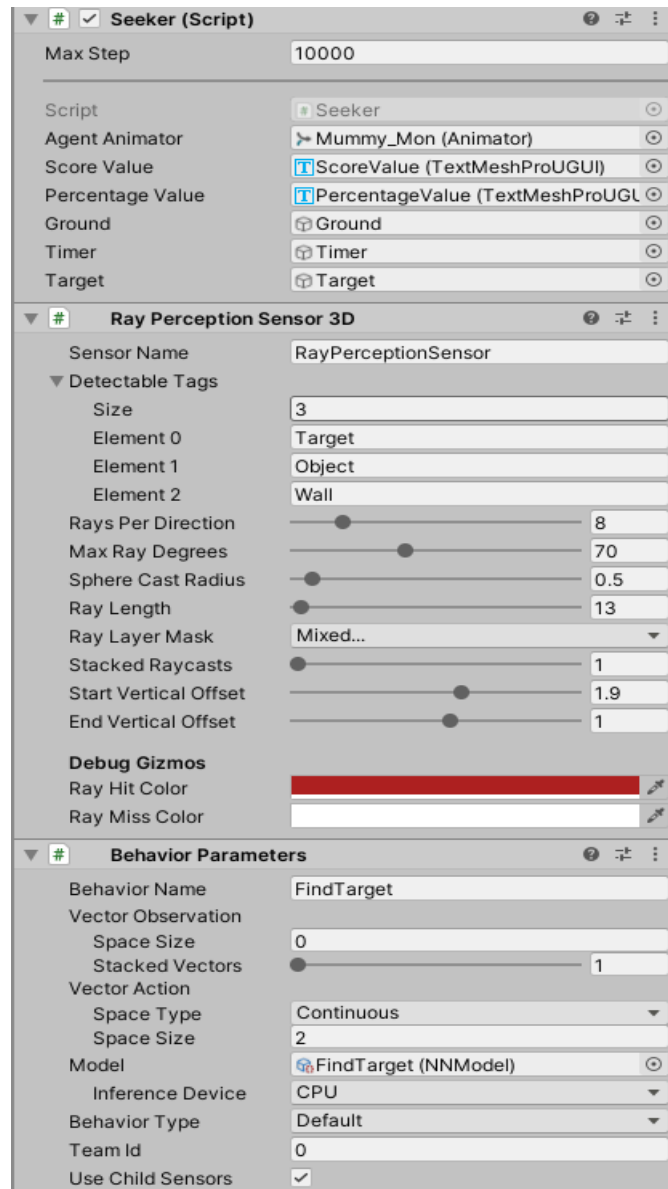 # Seeker (Script)
Max Step 10000
Script # Seeker
Agent Animator Mummy_Mon (Animator)
Score Value T ScoreValue (TextMeshProUGUI)
Percentage Value T PercentageValue (TextMeshProUGU
Ground Ground
Timer Timer
Target Target
# Ray Perception Sensor 3D
Sensor Name RayPerceptionSensor
Detectable Tags
Size 3
Element 0 Target
Element 1 Object
Element 2 Wall
Rays Per Direction 8
Max Ray Degrees 70
Sphere Cast Radius 0.5
Ray Length 13
Ray Layer Mask Mixed...
Stacked Raycasts 1
Start Vertical Offset 1.9
End Vertical Offset 1
Debug Gizmos
Ray Hit Color
Ray Miss Color
# Behavior Parameters
Behavior Name FindTarget
Vector Observation
Space Size 0
Stacked Vectors 1
Vector Action
Space Type Continuous
Space Size 2
Model FindTarget (NNModel)
Inference Device CPU
Behavior Type Default
Team Id 0
Use Child Sensors